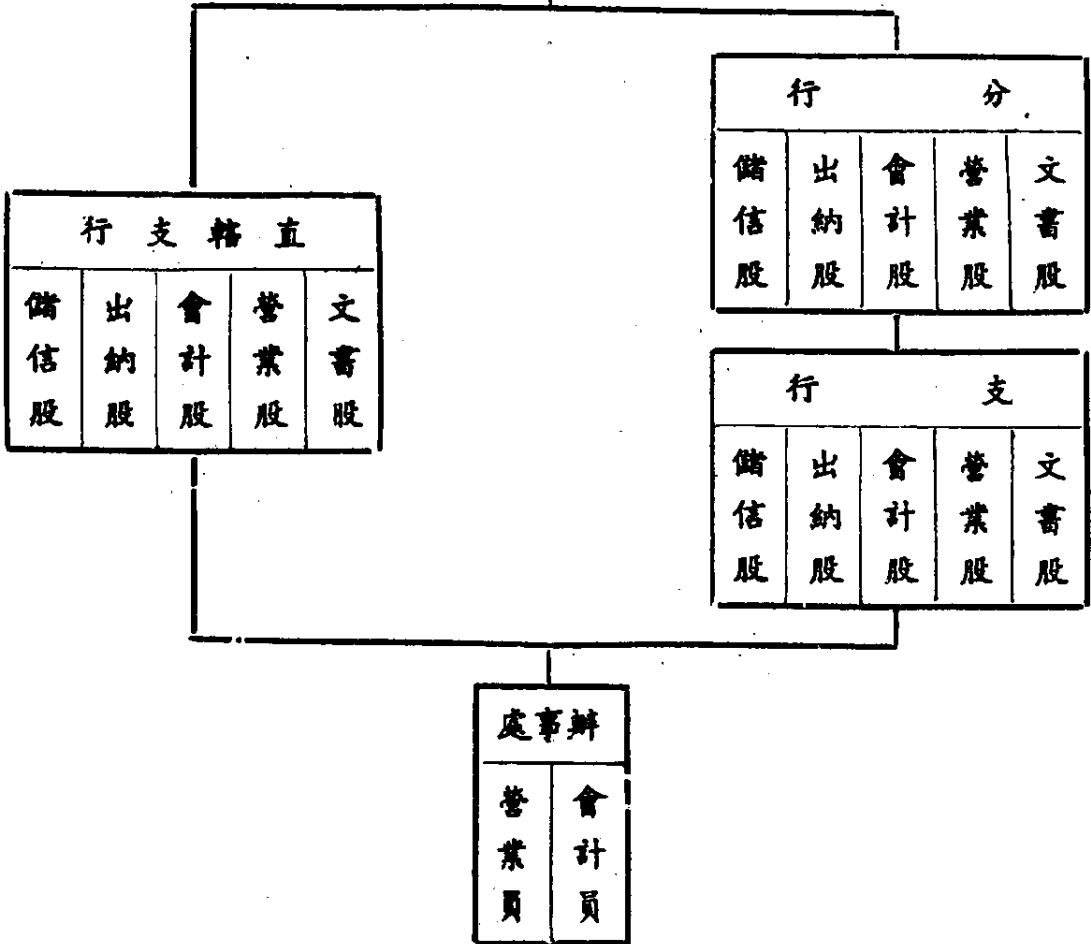 分行
文書股
營業股
會計股
出納股
儲信股
直轄支行
文書股
營業股
會計股
出納股
儲信股
支行
文書股
營業股
會計股
出納股
儲信股
辦事處
會計員
營業員